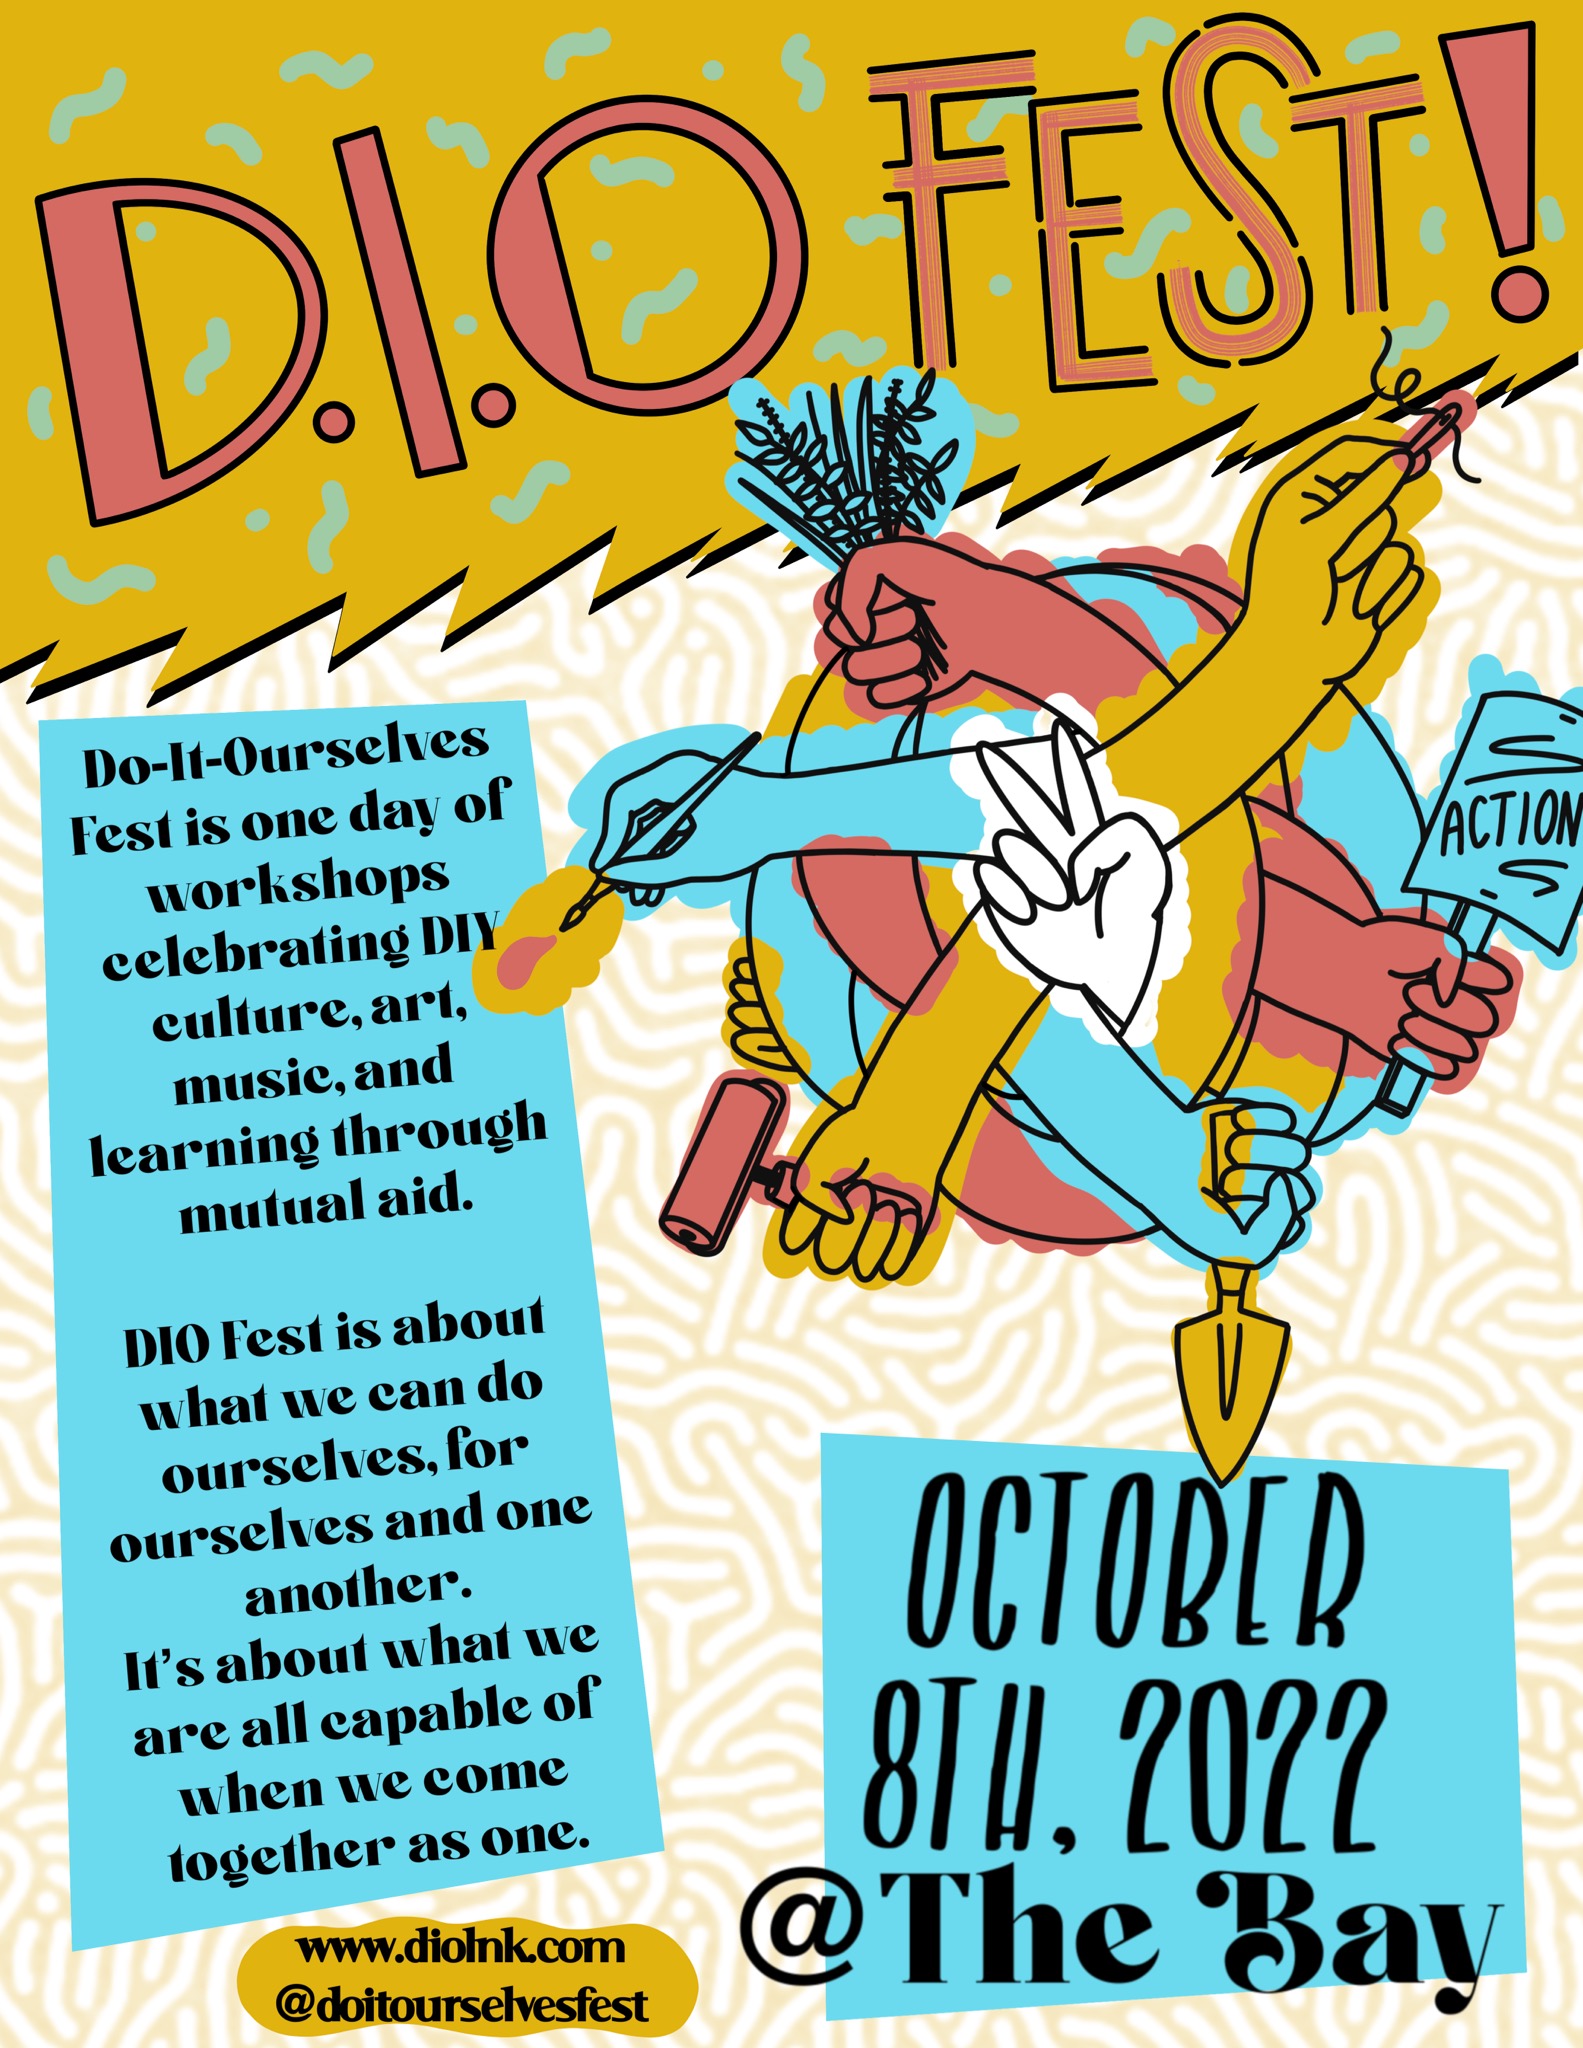 D.I.O FEST!
ACTION
Do-It-Ourselves
Fest is one day of
workshops
celebrating DIY
culture, art,
music, and
learning through
mutual aid.
DIO Fest is about
what we can do
ourselves, for
ourselves and one
another.
It's about what we
are all capable of
when we come
together as one.
OCTOBER
8TH, 2022
@The Bay
www.dioInk.com
@doitourselvesfest